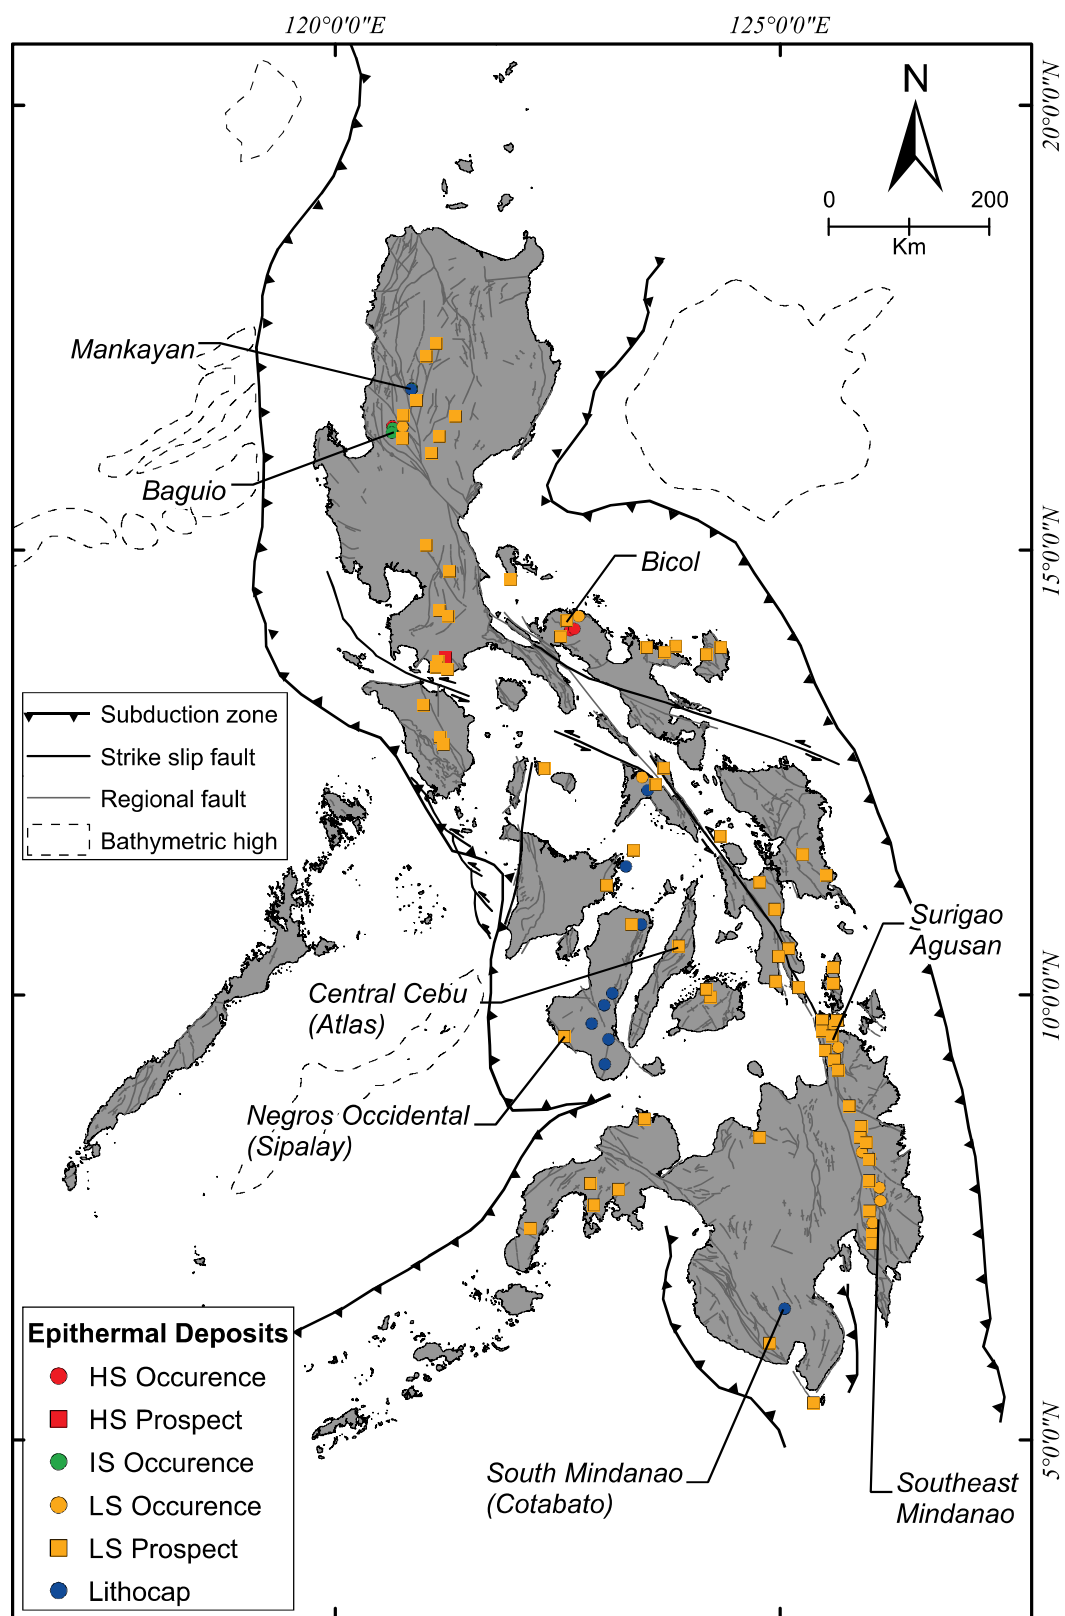 120°0'0"E
125°0'0"E
20°0'0"N
N
0
200
Km
Mankayan
Baguio
15°0'0"N
Bicol
Subduction zone
Strike slip fault
Regional fault
Bathymetric high
Surigao
Agusan
Central Cebu
(Atlas)
10°0'0"N
Negros Occidental
(Sipalay)
Epithermal Deposits
HS Occurence
HS Prospect
IS Occurence
LS Occurence
LS Prospect
Lithocap
South Mindanao
(Cotabato)
5°0'0"N
Southeast
Mindanao